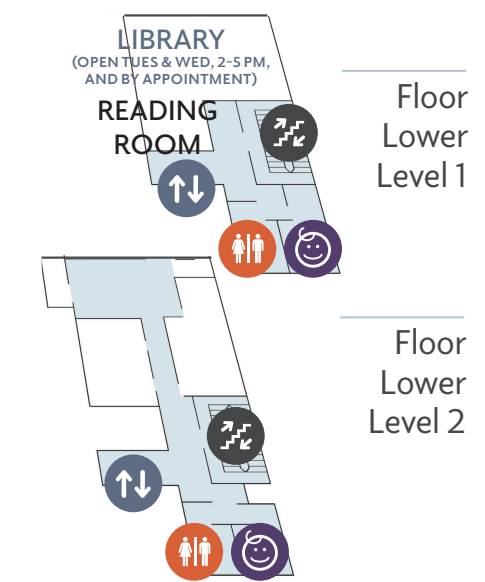 LIBRARY
(OPEN TUES & WED, 2-5 PM,
AND BY APPOINTMENT)
READING
ROOM
Floor
Lower
Level 1
Floor
Lower
Level 2